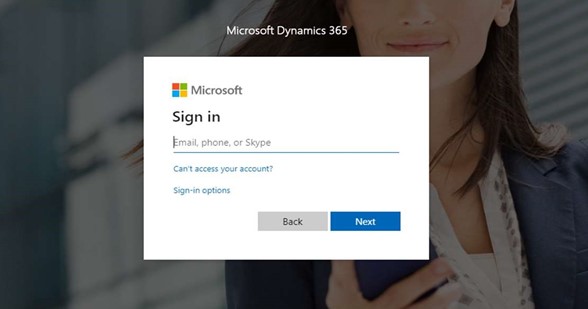 Microsoft Dynamics 365
Microsoft
Sign in
Email, phone, or Skype
Can't access your account?
Sign-in options
Back
Next